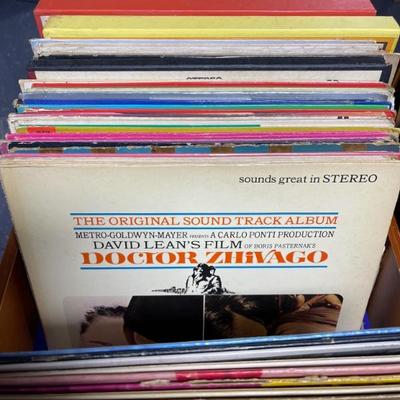 sounds great in STEREO
THE ORIGINAL SOUND TRACK ALBUM
METRO-GOLDWYN-MAYER PRESENTS A CARLO PONTI PRODUCTION
DAVID LEAN'S FILM OF BORIS PASTERNAK'S
DOCTOR ZHiVAGO